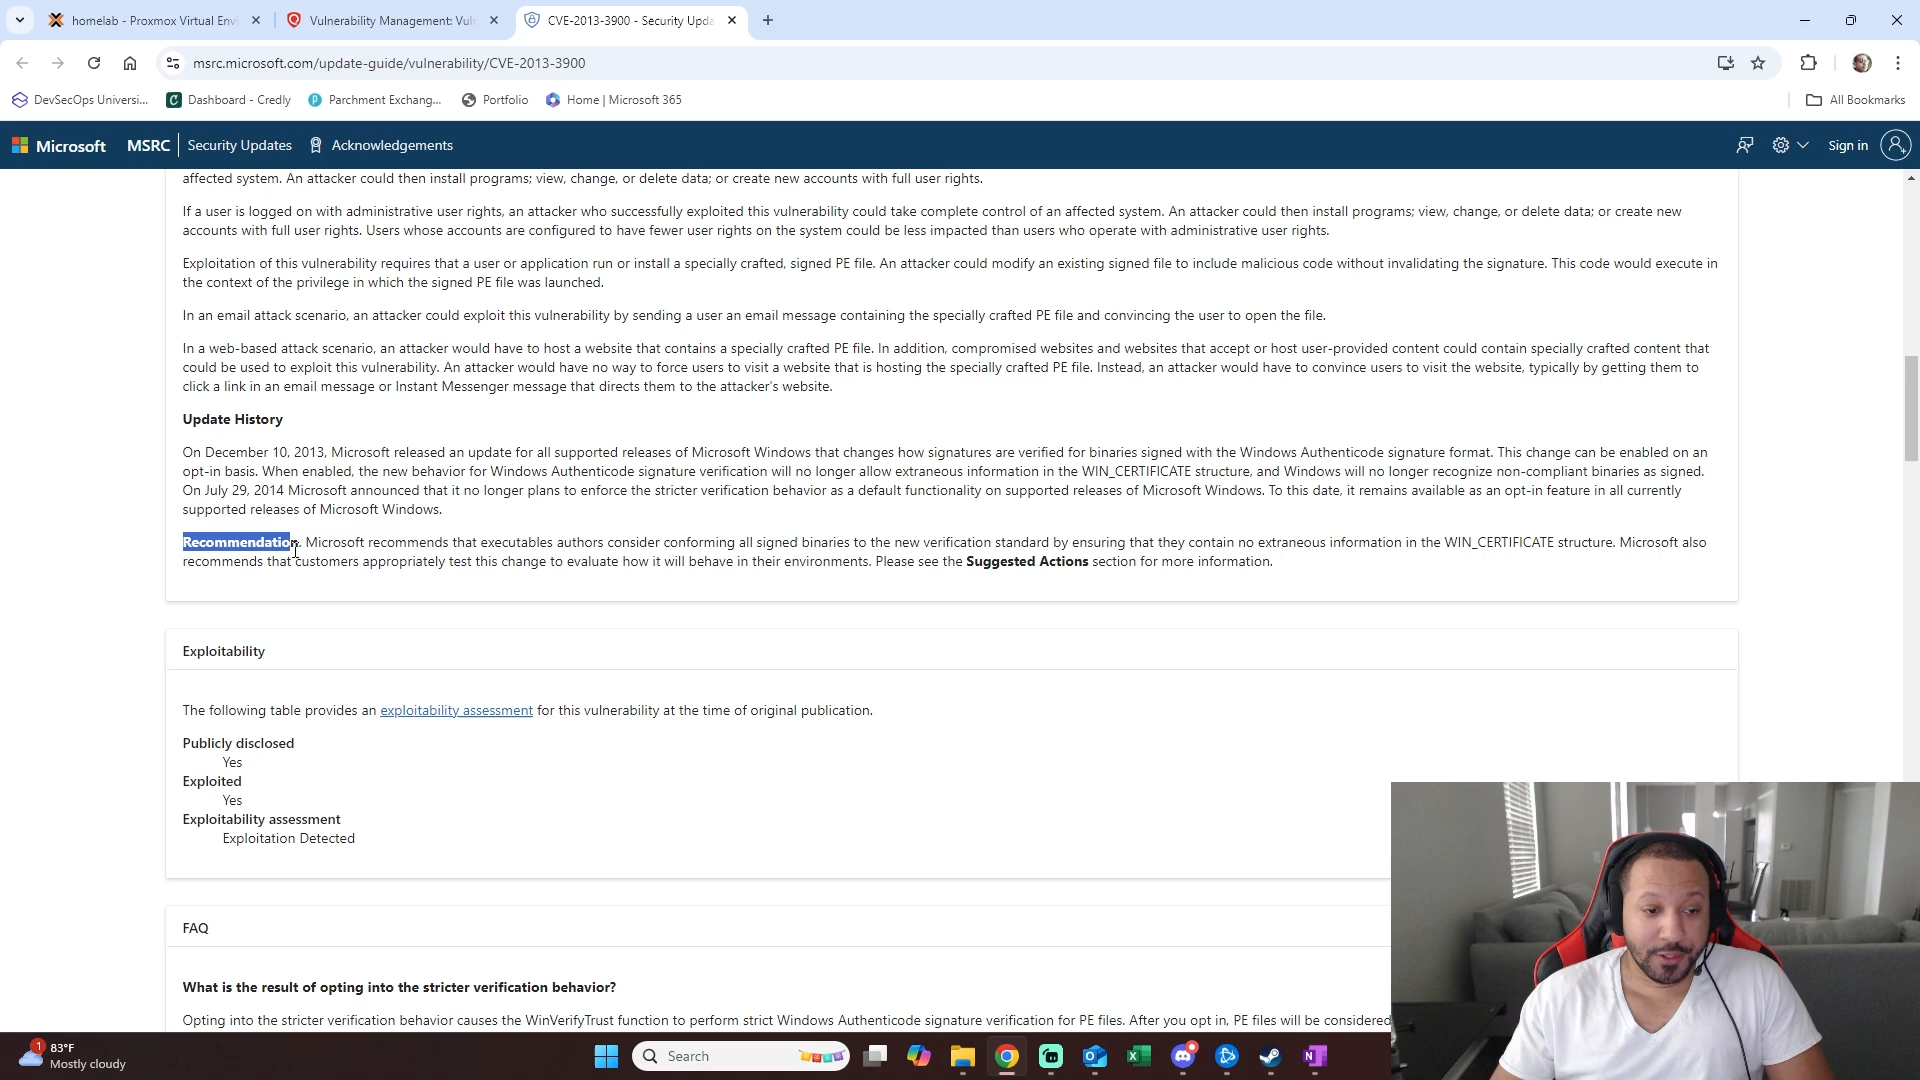 homelab - Proxmox Virtual Envi
Vulnerability Management: Vuln
CVE-2013-3900 - Security Upda
msrc.microsoft.com/update-guide/vulnerability/CVE-2013-3900
DevSecOps Universi...
Dashboard - Credly
Parchment Exchang...
Portfolio
Home | Microsoft 365
All Bookmarks
Microsoft
MSRC
Security Updates
Acknowledgements
Sign in
affected system. An attacker could then install programs; view, change, or delete data; or create new accounts with full user rights.
If a user is logged on with administrative user rights, an attacker who successfully exploited this vulnerability could take complete control of an affected system. An attacker could then install programs; view, change, or delete data; or create new
accounts with full user rights. Users whose accounts are configured to have fewer user rights on the system could be less impacted than users who operate with administrative user rights.
Exploitation of this vulnerability requires that a user or application run or install a specially crafted, signed PE file. An attacker could modify an existing signed file to include malicious code without invalidating the signature. This code would execute in
the context of the privilege in which the signed PE file was launched.
In an email attack scenario, an attacker could exploit this vulnerability by sending a user an email message containing the specially crafted PE file and convincing the user to open the file.
In a web-based attack scenario, an attacker would have to host a website that contains a specially crafted PE file. In addition, compromised websites and websites that accept or host user-provided content could contain specially crafted content that
could be used to exploit this vulnerability. An attacker would have no way to force users to visit a website that is hosting the specially crafted PE file. Instead, an attacker would have to convince users to visit the website, typically by getting them to
click a link in an email message or Instant Messenger message that directs them to the attacker's website.
Update History
On December 10, 2013, Microsoft released an update for all supported releases of Microsoft Windows that changes how signatures are verified for binaries signed with the Windows Authenticode signature format. This change can be enabled on an
opt-in basis. When enabled, the new behavior for Windows Authenticode signature verification will no longer allow extraneous information in the WIN_CERTIFICATE structure, and Windows will no longer recognize non-compliant binaries as signed.
On July 29, 2014 Microsoft announced that it no longer plans to enforce the stricter verification behavior as a default functionality on supported releases of Microsoft Windows. To this date, it remains available as an opt-in feature in all currently
supported releases of Microsoft Windows.
Recommendation. Microsoft recommends that executables authors consider conforming all signed binaries to the new verification standard by ensuring that they contain no extraneous information in the WIN_CERTIFICATE structure. Microsoft also
recommends that customers appropriately test this change to evaluate how it will behave in their environments. Please see the Suggested Actions section for more information.
Exploitability
The following table provides an exploitability assessment for this vulnerability at the time of original publication.
Publicly disclosed
Yes
Exploited
Yes
Exploitability assessment
Exploitation Detected
FAQ
What is the result of opting into the stricter verification behavior?
Opting into the stricter verification behavior causes the WinVerifyTrust function to perform strict Windows Authenticode signature verification for PE files. After you opt in, PE files will be considered
1
83°F
Mostly cloudy
Search